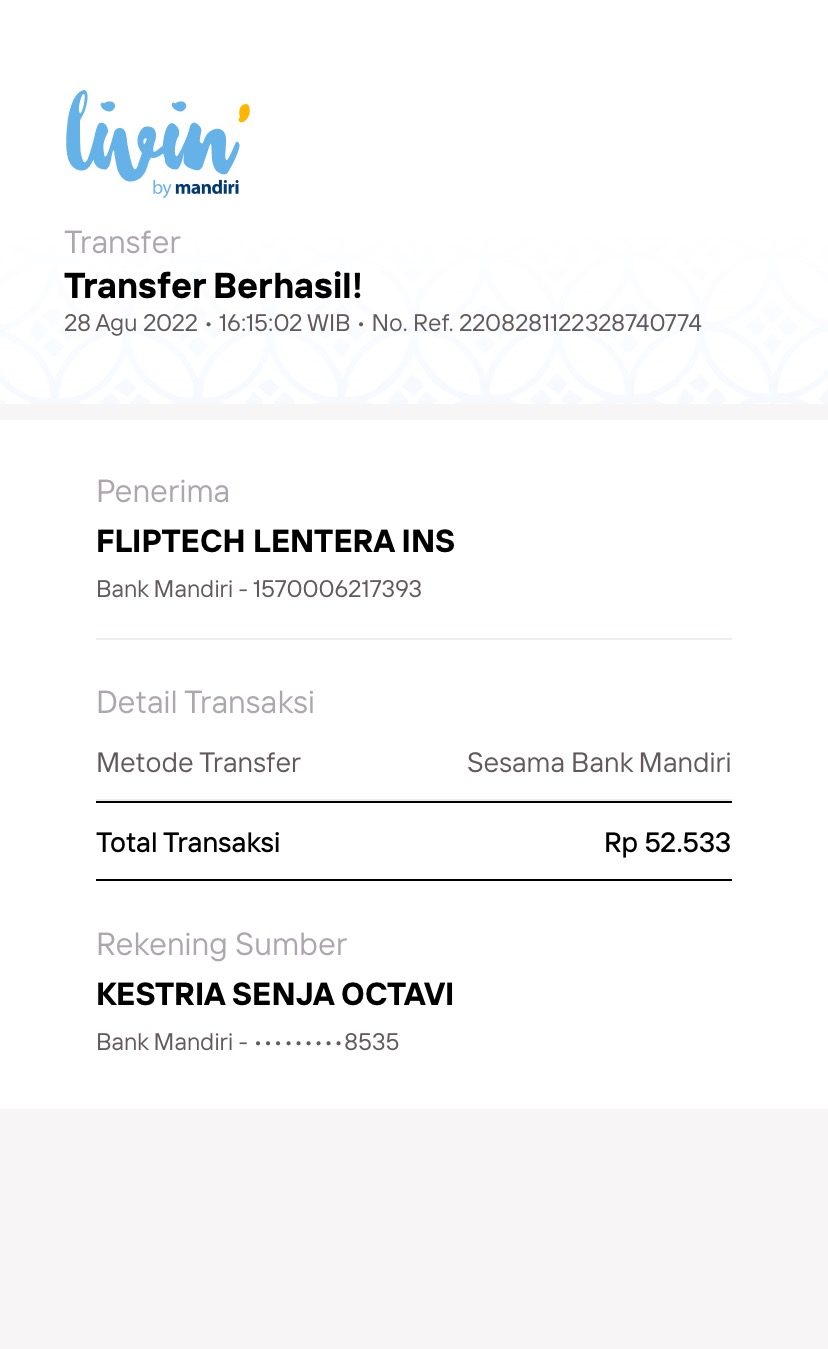 livin'
by mandiri
Transfer
Transfer Berhasil!
28 Agu 2022 • 16:15:02 WIB • No. Ref. 2208281122328740774
Penerima
FLIPTECH LENTERA INS
Bank Mandiri - 1570006217393
Detail Transaksi
Metode Transfer Sesama Bank Mandiri
Total Transaksi Rp 52.533
Rekening Sumber
KESTRIA SENJA OCTAVI
Bank Mandiri - •••••••••8535